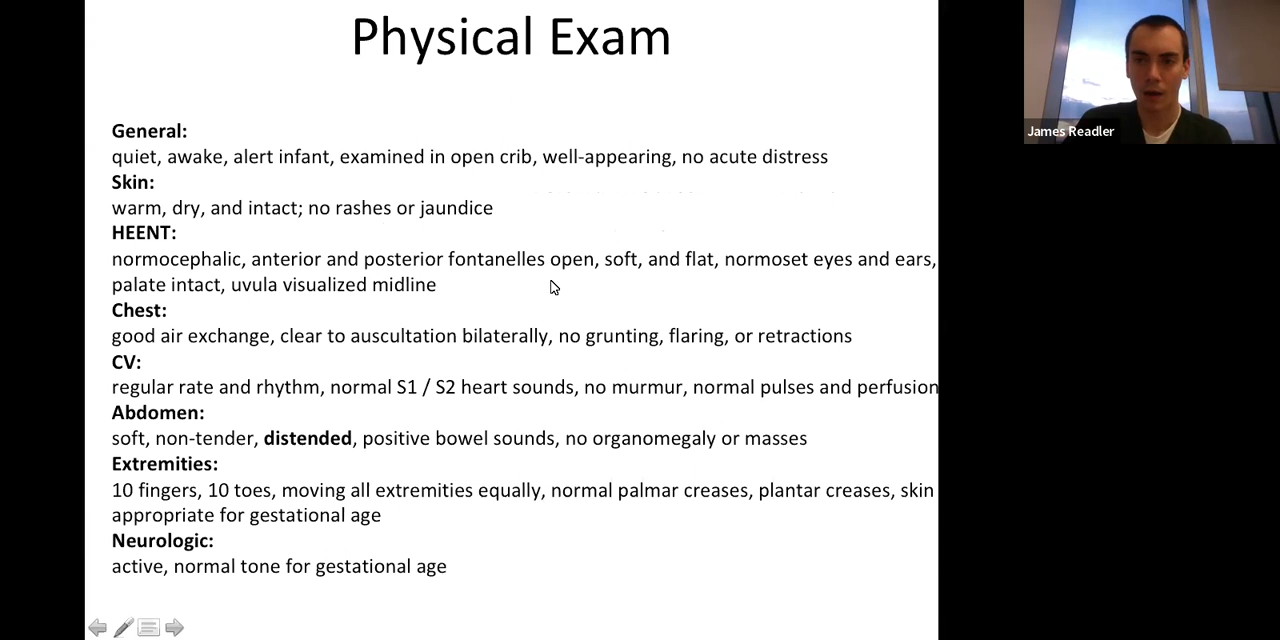 Physical Exam
James Readler
General:
quiet, awake, alert infant, examined in open crib, well-appearing, no acute distress
Skin:
warm, dry, and intact; no rashes or jaundice
HEENT:
normocephalic, anterior and posterior fontanelles open, soft, and flat, normoset eyes and ears,
palate intact, uvula visualized midline
Chest:
good air exchange, clear to auscultation bilaterally, no grunting, flaring, or retractions
CV:
regular rate and rhythm, normal S1 / S2 heart sounds, no murmur, normal pulses and perfusion
Abdomen:
soft, non-tender, distended, positive bowel sounds, no organomegaly or masses
Extremities:
10 fingers, 10 toes, moving all extremities equally, normal palmar creases, plantar creases, skin
appropriate for gestational age
Neurologic:
active, normal tone for gestational age